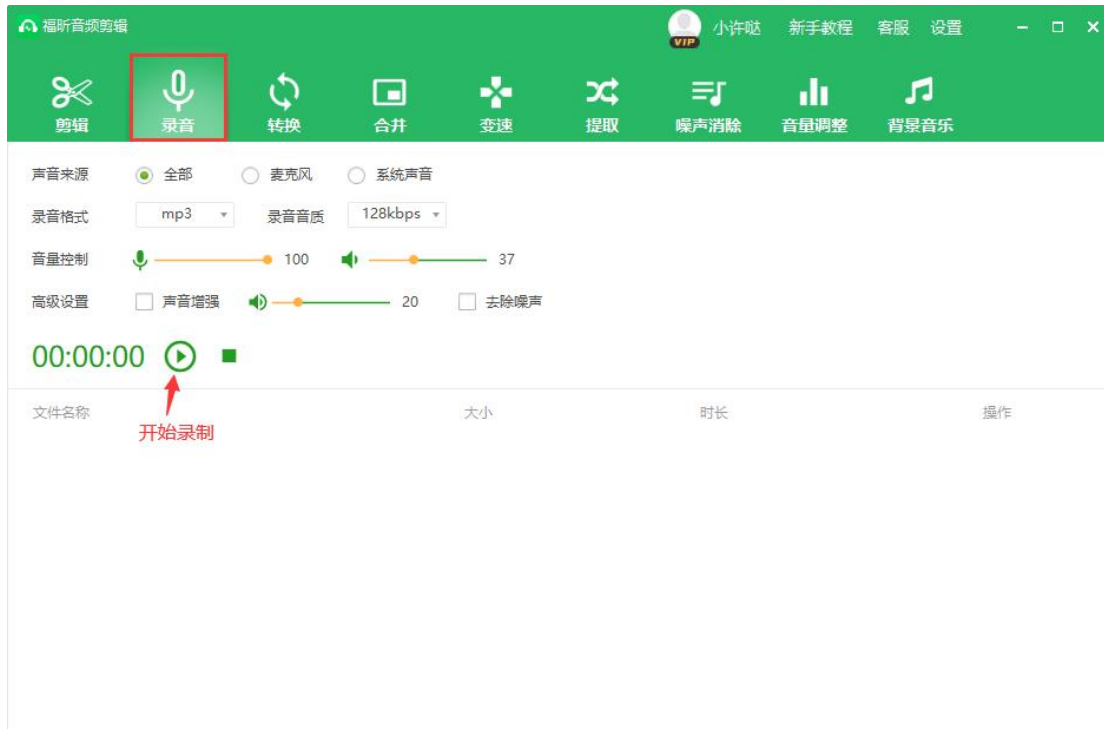 福昕音频剪辑 VIP 小许哒 新手教程 客服 设置
剪辑 录音 转换 合并 变速 提取 噪声消除 音量调整 背景音乐
声音来源 全部 麦克风 系统声音
录音格式 mp3 录音音质 128kbps
音量控制 100 37
高级设置 声音增强 20 去除噪声
00:00:00
文件名称 大小 时长 操作
开始录制